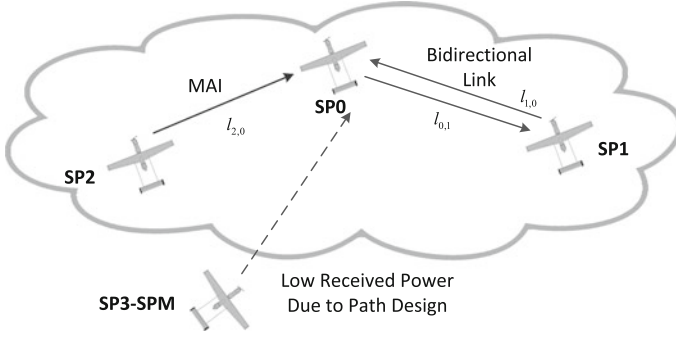 Bidirectional
Link
MAI
SP0
l2,0
l0,1
l1,0
SP1
SP2
Low Received Power
Due to Path Design
SP3-SPM